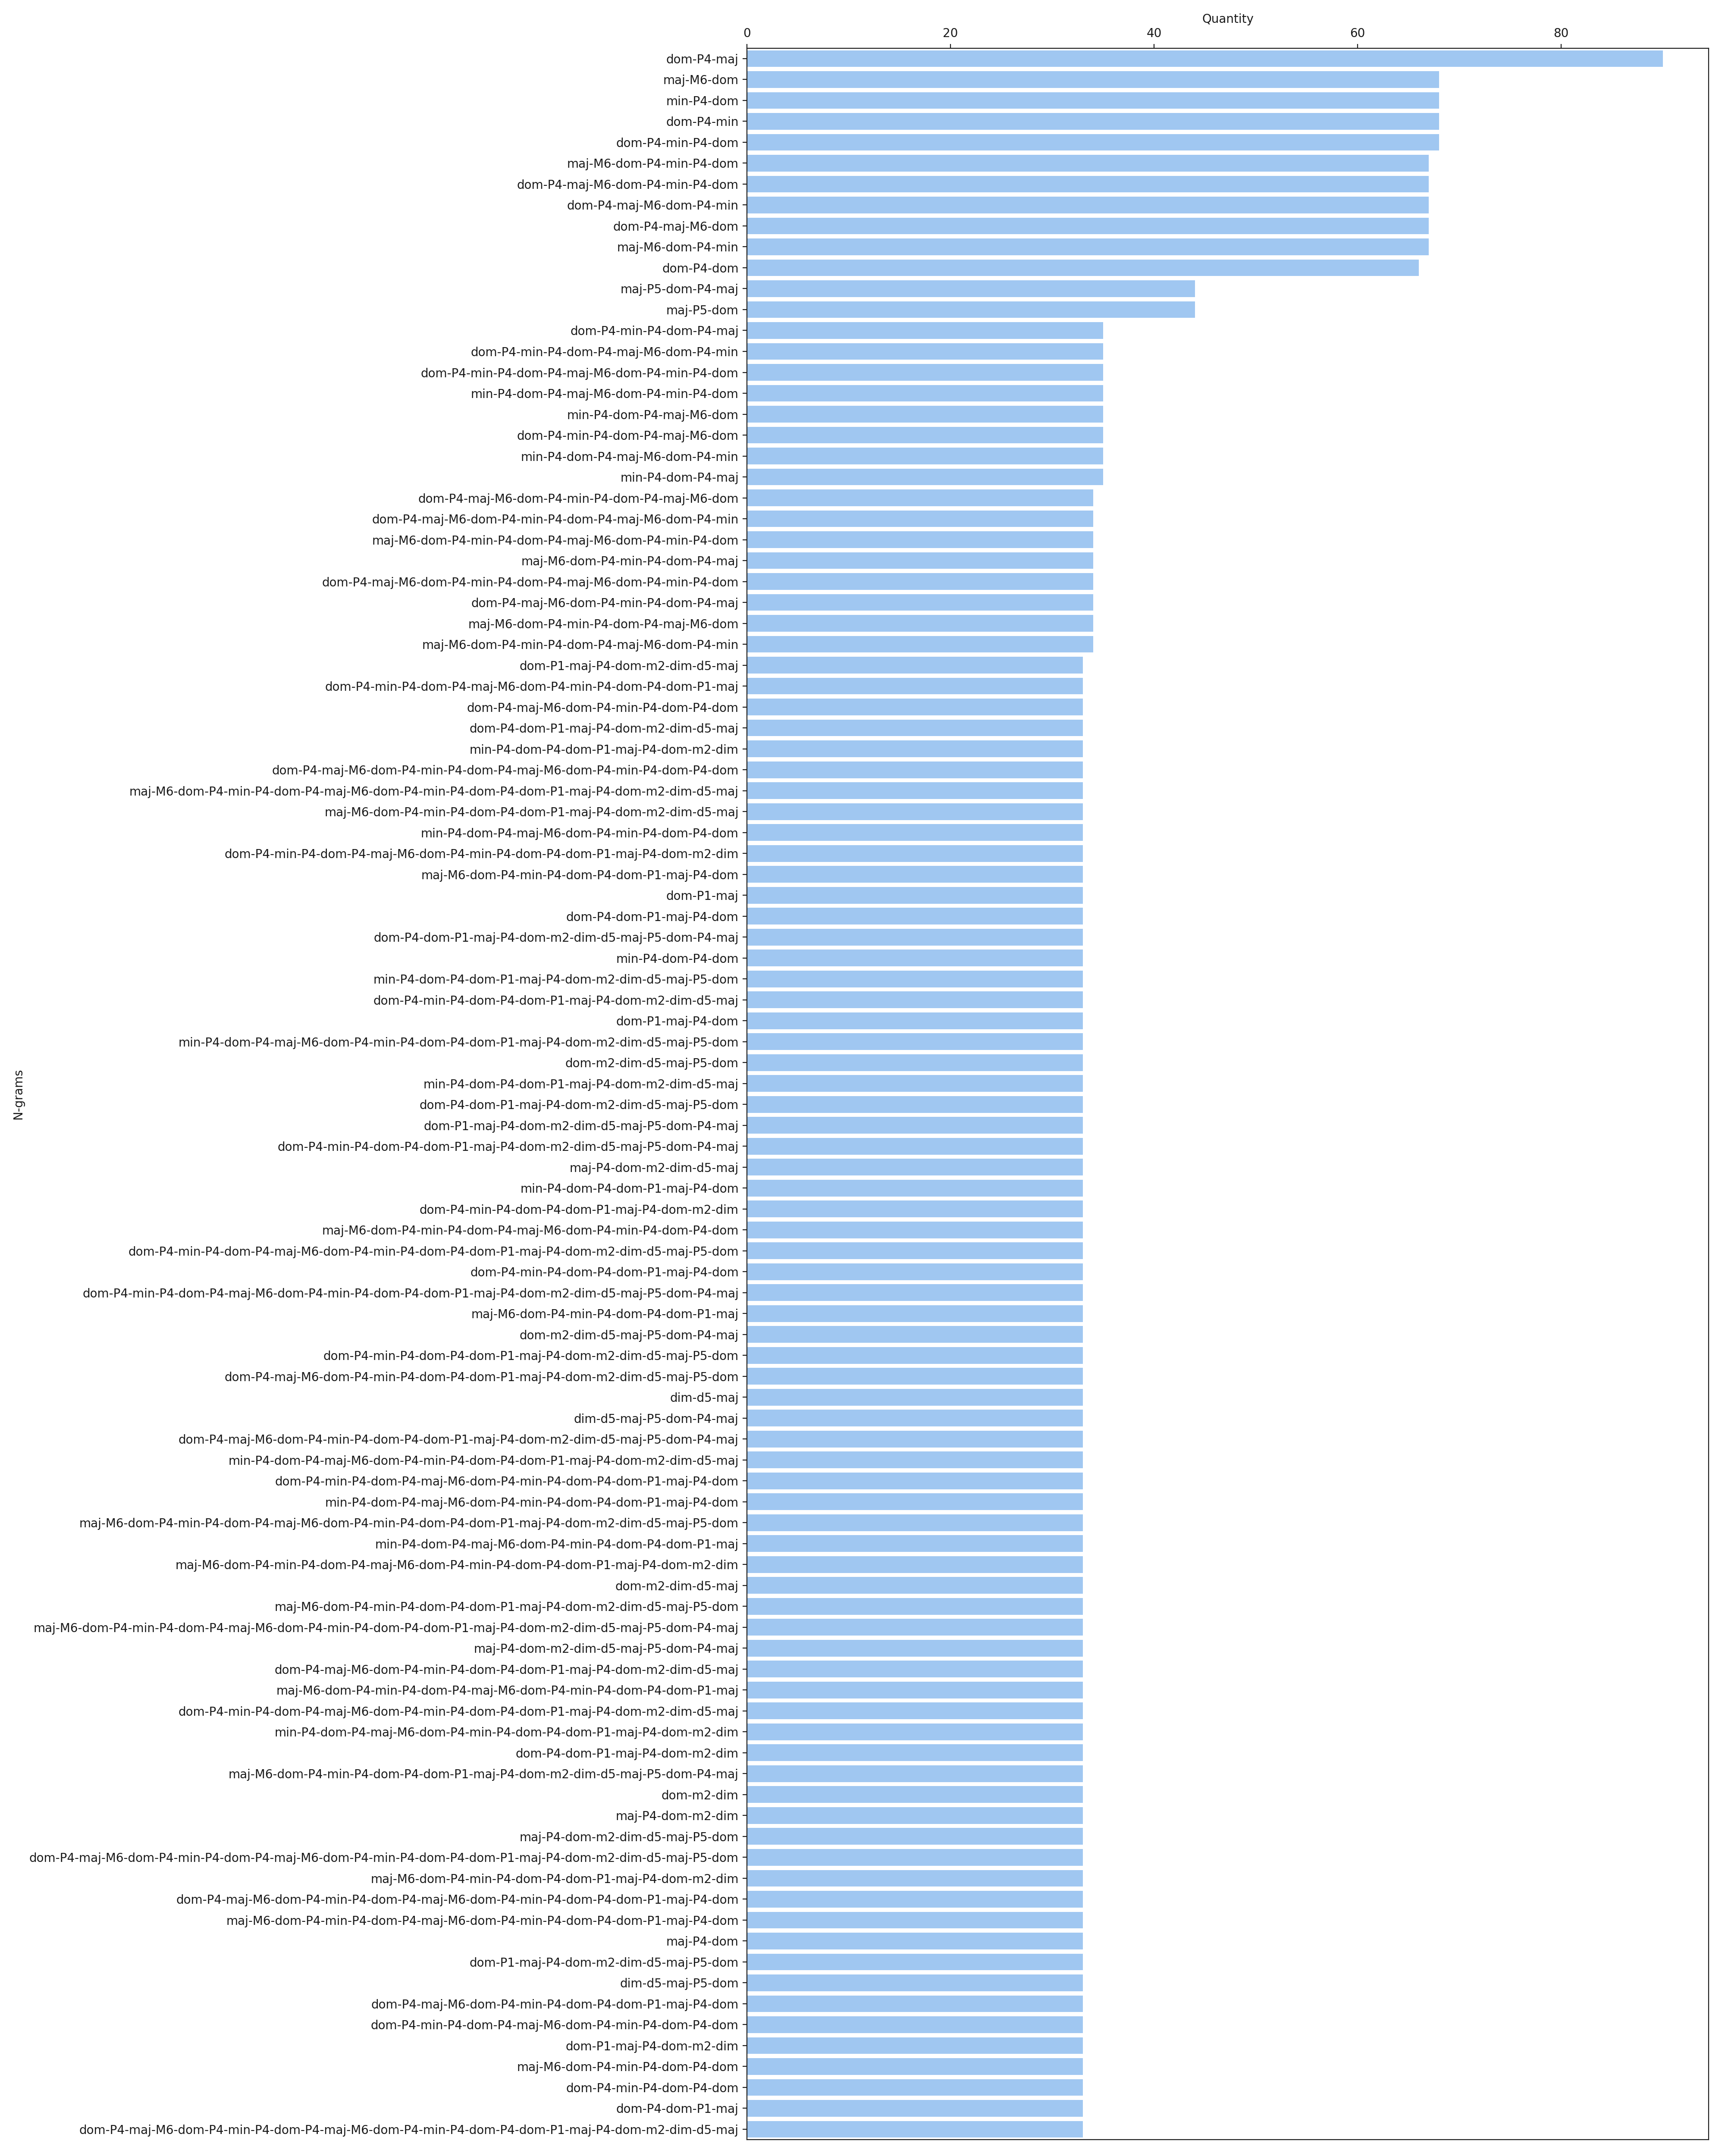 Quantity
0 20 40 60 80
dom-P4-maj
maj-M6-dom
min-P4-dom
dom-P4-min
dom-P4-min-P4-dom
maj-M6-dom-P4-min-P4-dom
dom-P4-maj-M6-dom-P4-min-P4-dom
dom-P4-maj-M6-dom-P4-min
dom-P4-maj-M6-dom
maj-M6-dom-P4-min
dom-P4-dom
maj-P5-dom-P4-maj
maj-P5-dom
dom-P4-min-P4-dom-P4-maj
dom-P4-min-P4-dom-P4-maj-M6-dom-P4-min
dom-P4-min-P4-dom-P4-maj-M6-dom-P4-min-P4-dom
min-P4-dom-P4-maj-M6-dom-P4-min-P4-dom
min-P4-dom-P4-maj-M6-dom
dom-P4-min-P4-dom-P4-maj-M6-dom
min-P4-dom-P4-maj-M6-dom-P4-min
min-P4-dom-P4-maj
dom-P4-maj-M6-dom-P4-min-P4-dom-P4-maj-M6-dom
dom-P4-maj-M6-dom-P4-min-P4-dom-P4-maj-M6-dom-P4-min
maj-M6-dom-P4-min-P4-dom-P4-maj-M6-dom-P4-min-P4-dom
maj-M6-dom-P4-min-P4-dom-P4-maj
dom-P4-maj-M6-dom-P4-min-P4-dom-P4-maj-M6-dom-P4-min-P4-dom
dom-P4-maj-M6-dom-P4-min-P4-dom-P4-maj
maj-M6-dom-P4-min-P4-dom-P4-maj-M6-dom
maj-M6-dom-P4-min-P4-dom-P4-maj-M6-dom-P4-min
dom-P1-maj-P4-dom-m2-dim-d5-maj
dom-P4-min-P4-dom-P4-maj-M6-dom-P4-min-P4-dom-P4-dom-P1-maj
dom-P4-maj-M6-dom-P4-min-P4-dom-P4-dom
dom-P4-dom-P1-maj-P4-dom-m2-dim-d5-maj
min-P4-dom-P4-dom-P1-maj-P4-dom-m2-dim
dom-P4-maj-M6-dom-P4-min-P4-dom-P4-maj-M6-dom-P4-min-P4-dom-P4-dom
maj-M6-dom-P4-min-P4-dom-P4-maj-M6-dom-P4-min-P4-dom-P4-dom-P1-maj-P4-dom-m2-dim-d5-maj
maj-M6-dom-P4-min-P4-dom-P4-dom-P1-maj-P4-dom-m2-dim-d5-maj
min-P4-dom-P4-maj-M6-dom-P4-min-P4-dom-P4-dom
dom-P4-min-P4-dom-P4-maj-M6-dom-P4-min-P4-dom-P4-dom-P1-maj-P4-dom-m2-dim
maj-M6-dom-P4-min-P4-dom-P4-dom-P1-maj-P4-dom
dom-P1-maj
dom-P4-dom-P1-maj-P4-dom
dom-P4-dom-P1-maj-P4-dom-m2-dim-d5-maj-P5-dom-P4-maj
min-P4-dom-P4-dom
min-P4-dom-P4-dom-P1-maj-P4-dom-m2-dim-d5-maj-P5-dom
dom-P4-min-P4-dom-P4-dom-P1-maj-P4-dom-m2-dim-d5-maj
dom-P1-maj-P4-dom
min-P4-dom-P4-maj-M6-dom-P4-min-P4-dom-P4-dom-P1-maj-P4-dom-m2-dim-d5-maj-P5-dom
dom-m2-dim-d5-maj-P5-dom
min-P4-dom-P4-dom-P1-maj-P4-dom-m2-dim-d5-maj
N-grams
dom-P4-dom-P1-maj-P4-dom-m2-dim-d5-maj-P5-dom
dom-P1-maj-P4-dom-m2-dim-d5-maj-P5-dom-P4-maj
dom-P4-min-P4-dom-P4-dom-P1-maj-P4-dom-m2-dim-d5-maj-P5-dom-P4-maj
maj-P4-dom-m2-dim-d5-maj
min-P4-dom-P4-dom-P1-maj-P4-dom
dom-P4-min-P4-dom-P4-dom-P1-maj-P4-dom-m2-dim
maj-M6-dom-P4-min-P4-dom-P4-maj-M6-dom-P4-min-P4-dom-P4-dom
dom-P4-min-P4-dom-P4-maj-M6-dom-P4-min-P4-dom-P4-dom-P1-maj-P4-dom-m2-dim-d5-maj-P5-dom
dom-P4-min-P4-dom-P4-dom-P1-maj-P4-dom
dom-P4-min-P4-dom-P4-maj-M6-dom-P4-min-P4-dom-P4-dom-P1-maj-P4-dom-m2-dim-d5-maj-P5-dom-P4-maj
maj-M6-dom-P4-min-P4-dom-P4-dom-P1-maj
dom-m2-dim-d5-maj-P5-dom-P4-maj
dom-P4-min-P4-dom-P4-dom-P1-maj-P4-dom-m2-dim-d5-maj-P5-dom
dom-P4-maj-M6-dom-P4-min-P4-dom-P4-dom-P1-maj-P4-dom-m2-dim-d5-maj-P5-dom
dim-d5-maj
dim-d5-maj-P5-dom-P4-maj
dom-P4-maj-M6-dom-P4-min-P4-dom-P4-dom-P1-maj-P4-dom-m2-dim-d5-maj-P5-dom-P4-maj
min-P4-dom-P4-maj-M6-dom-P4-min-P4-dom-P4-dom-P1-maj-P4-dom-m2-dim-d5-maj
dom-P4-min-P4-dom-P4-maj-M6-dom-P4-min-P4-dom-P4-dom-P1-maj-P4-dom
min-P4-dom-P4-maj-M6-dom-P4-min-P4-dom-P4-dom-P1-maj-P4-dom
maj-M6-dom-P4-min-P4-dom-P4-maj-M6-dom-P4-min-P4-dom-P4-dom-P1-maj-P4-dom-m2-dim-d5-maj-P5-dom
min-P4-dom-P4-maj-M6-dom-P4-min-P4-dom-P4-dom-P1-maj
maj-M6-dom-P4-min-P4-dom-P4-maj-M6-dom-P4-min-P4-dom-P4-dom-P1-maj-P4-dom-m2-dim
dom-m2-dim-d5-maj
maj-M6-dom-P4-min-P4-dom-P4-dom-P1-maj-P4-dom-m2-dim-d5-maj-P5-dom
maj-M6-dom-P4-min-P4-dom-P4-maj-M6-dom-P4-min-P4-dom-P4-dom-P1-maj-P4-dom-m2-dim-d5-maj-P5-dom-P4-maj
maj-P4-dom-m2-dim-d5-maj-P5-dom-P4-maj
dom-P4-maj-M6-dom-P4-min-P4-dom-P4-dom-P1-maj-P4-dom-m2-dim-d5-maj
maj-M6-dom-P4-min-P4-dom-P4-maj-M6-dom-P4-min-P4-dom-P4-dom-P1-maj
dom-P4-min-P4-dom-P4-maj-M6-dom-P4-min-P4-dom-P4-dom-P1-maj-P4-dom-m2-dim-d5-maj
min-P4-dom-P4-maj-M6-dom-P4-min-P4-dom-P4-dom-P1-maj-P4-dom-m2-dim
dom-P4-dom-P1-maj-P4-dom-m2-dim
maj-M6-dom-P4-min-P4-dom-P4-dom-P1-maj-P4-dom-m2-dim-d5-maj-P5-dom-P4-maj
dom-m2-dim
maj-P4-dom-m2-dim
maj-P4-dom-m2-dim-d5-maj-P5-dom
dom-P4-maj-M6-dom-P4-min-P4-dom-P4-maj-M6-dom-P4-min-P4-dom-P4-dom-P1-maj-P4-dom-m2-dim-d5-maj-P5-dom
maj-M6-dom-P4-min-P4-dom-P4-dom-P1-maj-P4-dom-m2-dim
dom-P4-maj-M6-dom-P4-min-P4-dom-P4-maj-M6-dom-P4-min-P4-dom-P4-dom-P1-maj-P4-dom
maj-M6-dom-P4-min-P4-dom-P4-maj-M6-dom-P4-min-P4-dom-P4-dom-P1-maj-P4-dom
maj-P4-dom
dom-P1-maj-P4-dom-m2-dim-d5-maj-P5-dom
dim-d5-maj-P5-dom
dom-P4-maj-M6-dom-P4-min-P4-dom-P4-dom-P1-maj-P4-dom
dom-P4-min-P4-dom-P4-maj-M6-dom-P4-min-P4-dom-P4-dom
dom-P1-maj-P4-dom-m2-dim
maj-M6-dom-P4-min-P4-dom-P4-dom
dom-P4-min-P4-dom-P4-dom
dom-P4-dom-P1-maj
dom-P4-maj-M6-dom-P4-min-P4-dom-P4-maj-M6-dom-P4-min-P4-dom-P4-dom-P1-maj-P4-dom-m2-dim-d5-maj